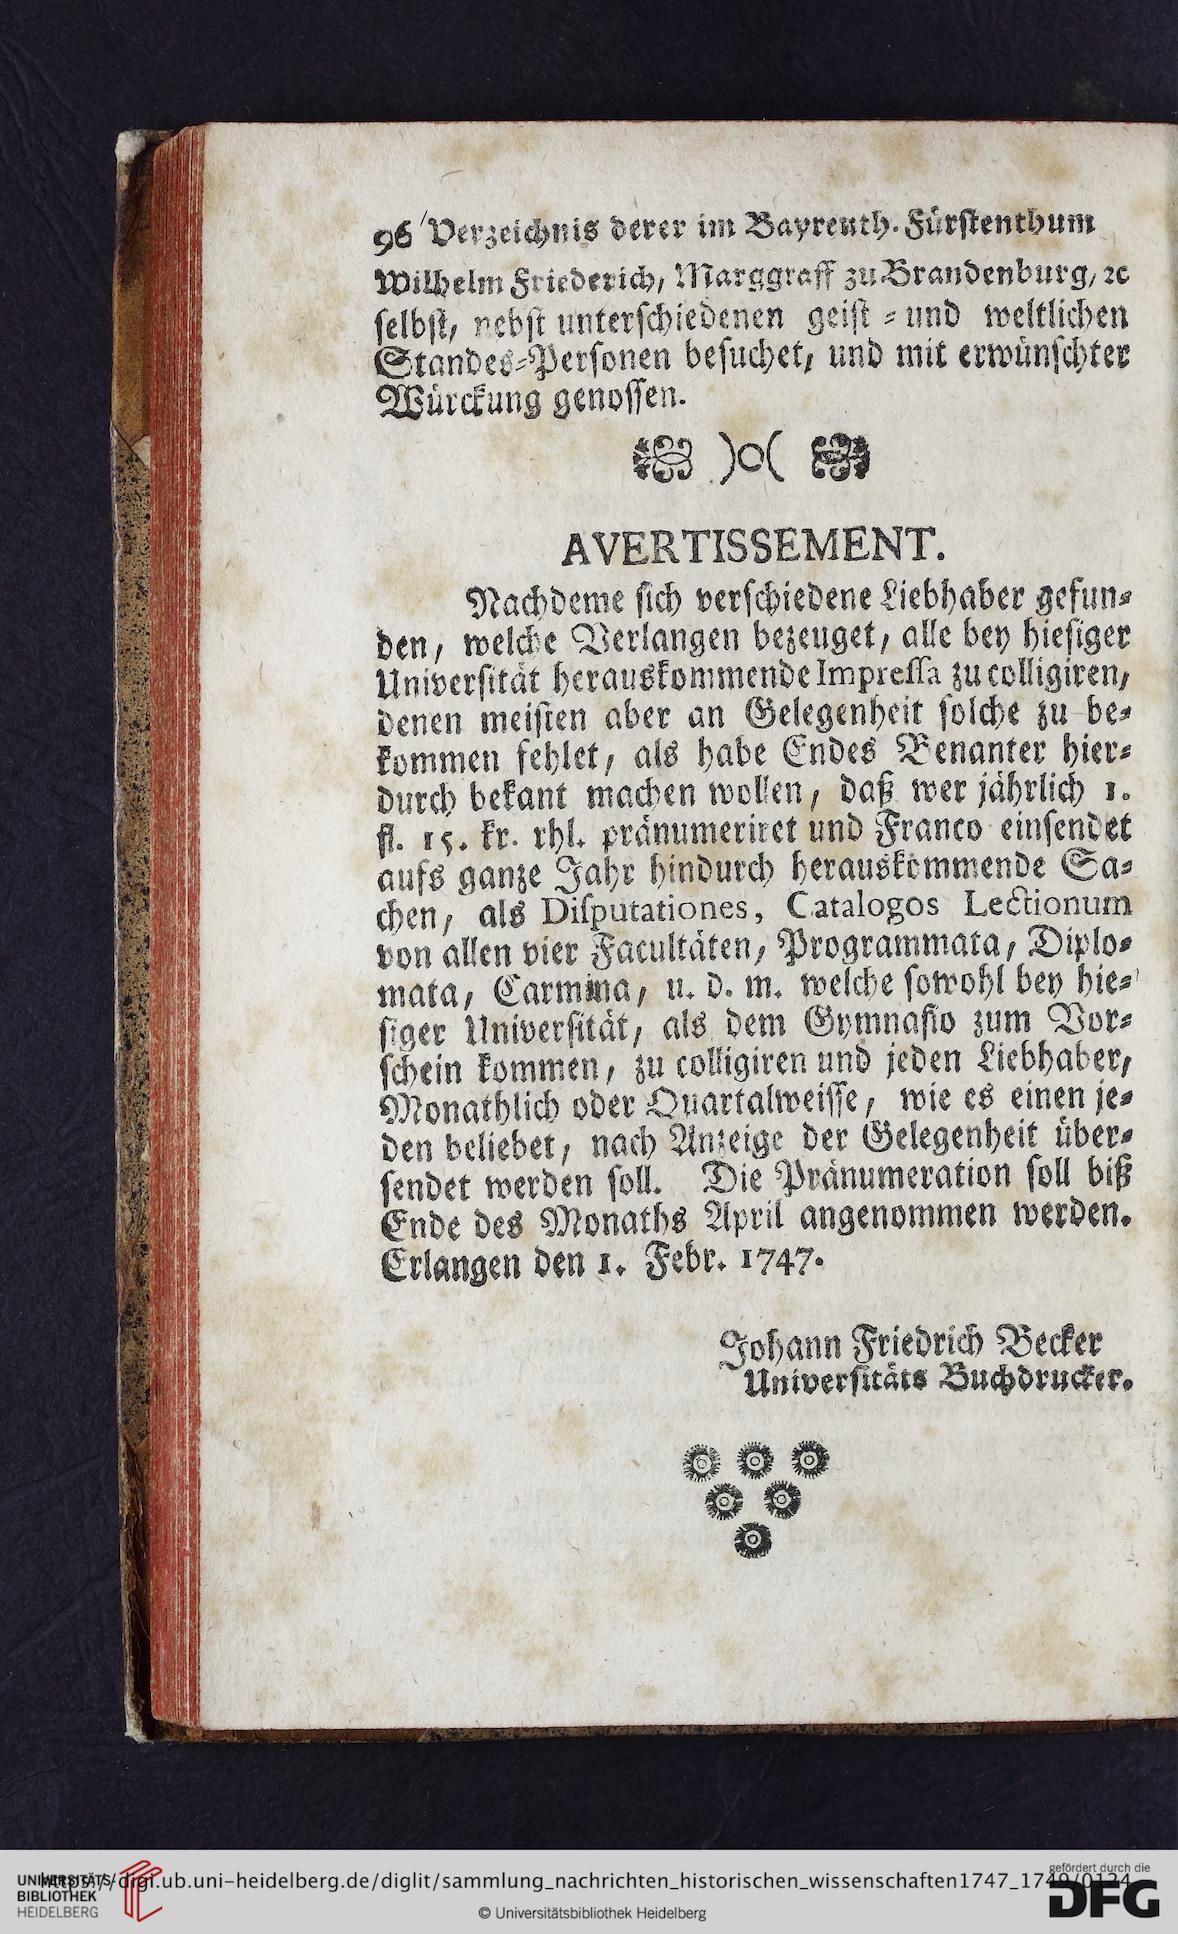 96 Verzeichnis derer im Bayreuth. Fürstenthum
Wilhelm Friederich, Marggraff zu Brandenburg, ꝛc
selbst, nebst unterschiedenen geist = und weltlichen
Standes=Personen besuchet, und mit erwünschter
Würckung genossen.
)o(
AVERTISSEMENT.
Nachdeme sich verschiedene Liebhaber gefun=
den, welche Verlangen bezeuget, alle bey hiesiger
Universität herauskommende Impressa zu colligiren,
denen meisten aber an Gelegenheit solche zu be=
kommen fehlet, als habe Endes Benanter hier=
durch bekant machen wollen, daß wer jährlich 1.
fl. 15. kr. rhl. pränumeriret und Franco einsendet
aufs ganze Jahr hindurch herauskommende Sa=
chen, als Disputationes, Catalogos Lectionum
von allen vier Facultäten, Programmata, Diplo=
mata, Carmina, u. d. m. welche sowohl bey hie=
siger Universität, als dem Gymnasio zum Vor=
schein kommen, zu colligiren und jeden Liebhaber,
Monathlich oder Quartalweisse, wie es einen je=
den beliebet, nach Anzeige der Gelegenheit über=
sendet werden soll. Die Pränumeration soll biß
Ende des Monaths April angenommen werden.
Erlangen den 1. Febr. 1747.
Johann Friedrich Becker
Universitäts Buchdrucker.
UNIVERSITÄTS-
BIBLIOTHEK
HEIDELBERG
https://digi.ub.uni-heidelberg.de/diglit/sammlung_nachrichten_historischen_wissenschaften1747_1749/0124
© Universitätsbibliothek Heidelberg
gefördert durch die
DFG